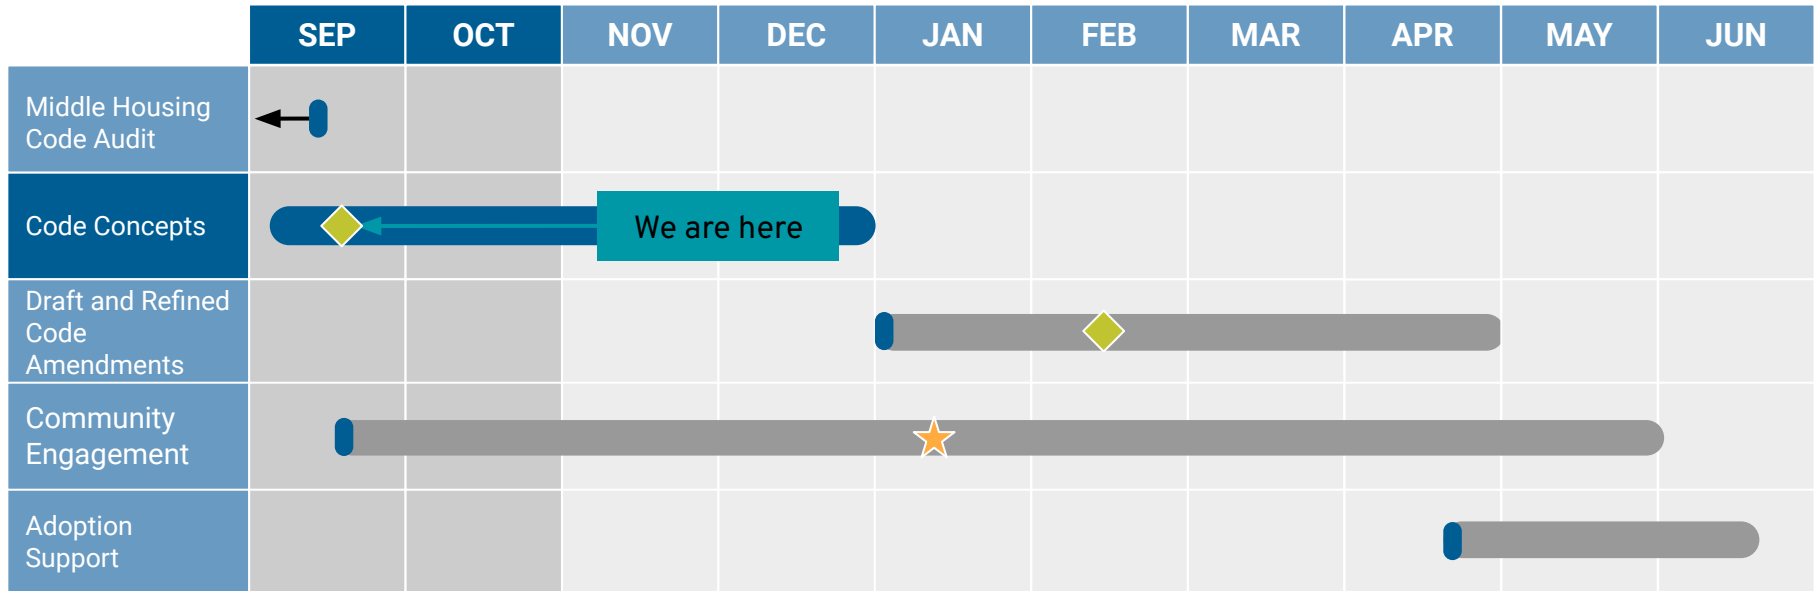 SEP OCT NOV DEC JAN FEB MAR APR MAY JUN
Middle Housing
Code Audit
Code Concepts
We are here
Draft and Refined
Code
Amendments
Community
Engagement
Adoption
Support